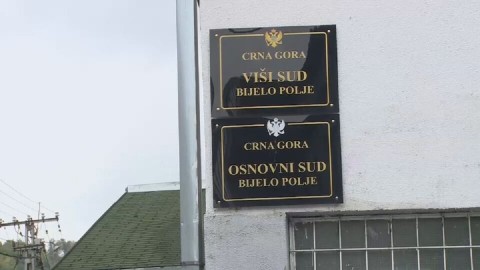 CRNA GORA
VIŠI SUD
BIJELO POLJE
CRNA GORA
OSNOVNI SUD
BIJELO POLJE